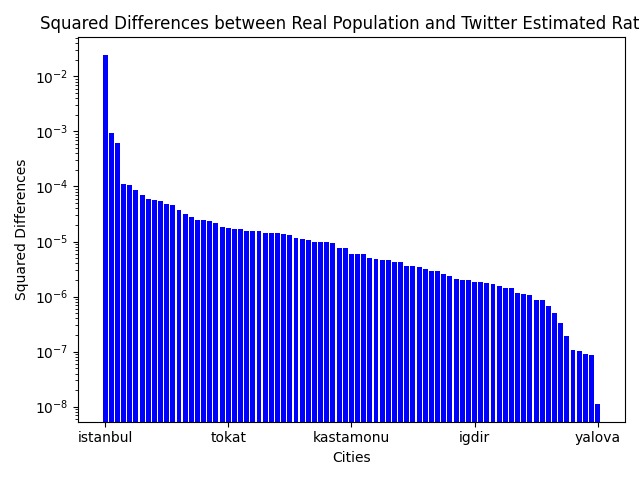 Squared Differences between Real Population and Twitter Estimated Rat
10⁻²
10⁻³
10⁻⁴
10⁻⁵
10⁻⁶
10⁻⁷
10⁻⁸
Squared Differences
istanbul tokat kastamonu igdir yalova
Cities